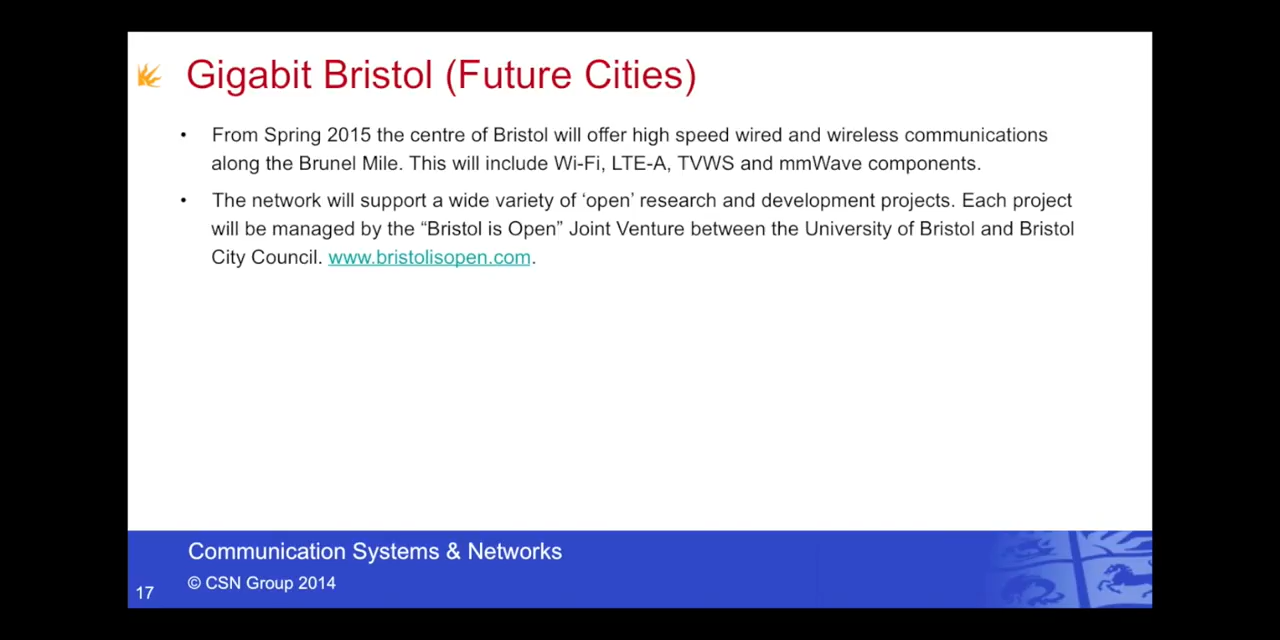 Gigabit Bristol (Future Cities)
• From Spring 2015 the centre of Bristol will offer high speed wired and wireless communications
along the Brunel Mile. This will include Wi-Fi, LTE-A, TVWS and mmWave components.
• The network will support a wide variety of ‘open’ research and development projects. Each project
will be managed by the “Bristol is Open” Joint Venture between the University of Bristol and Bristol
City Council. www.bristolisopen.com.
Communication Systems & Networks
© CSN Group 2014
17